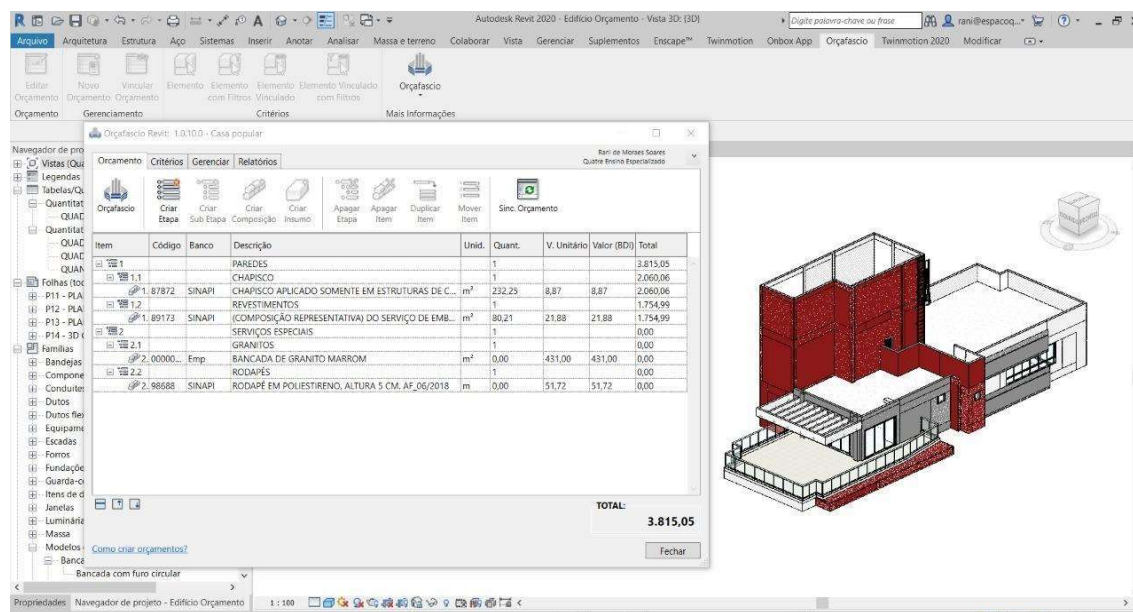 Autodesk Revit 2020 - Edifício Orçamento - Vista 3D: {3D}
Digite palavra-chave ou frase
rani@espacoq...
Arquivo Arquitetura Estrutura Aço Sistemas Inserir Anotar Analisar Massa e terreno Colaborar Vista Gerenciar Suplementos Enscape™ Twinmotion Onbox App Orçafascio Twinmotion 2020 Modificar
Editar Orçamento
Novo Orçamento
Vincular Orçamento
Elemento
Elemento com Filtros
Elemento Vinculado
Elemento Vinculado com Filtros
Orçafascio
Orçamento Gerenciamento Critérios Mais Informações
Orçafascio Revit: 1.0.10.0 - Casa popular
Rani de Moraes Soares
Quatre Ensino Especializado
Orcamento Critérios Gerenciar Relatórios
Orçafascio
Criar Etapa
Criar Sub Etapa
Criar Composição
Criar Insumo
Apagar Etapa
Apagar Item
Duplicar Item
Mover Item
Sinc. Orçamento
Item Código Banco Descrição Unid. Quant. V. Unitário Valor (BDI) Total
1 PAREDES 1 3.815,05
1.1 CHAPISCO 1 2.060,06
1. 87872 SINAPI CHAPISCO APLICADO SOMENTE EM ESTRUTURAS DE C... m² 232,25 8,87 8,87 2.060,06
1.2 REVESTIMENTOS 1 1.754,99
1. 89173 SINAPI (COMPOSIÇÃO REPRESENTATIVA) DO SERVIÇO DE EMB... m² 80,21 21,88 21,88 1.754,99
2 SERVIÇOS ESPECIAIS 1 0,00
2.1 GRANITOS 1 0,00
2. 00000... Emp BANCADA DE GRANITO MARROM m² 0,00 431,00 431,00 0,00
2.2 RODAPÉS 1 0,00
2. 98688 SINAPI RODAPÉ EM POLIESTIRENO, ALTURA 5 CM. AF_06/2018 m 0,00 51,72 51,72 0,00
TOTAL:
3.815,05
Como criar orçamentos?
Fechar
Navegador de pro
Vistas (Qua
Legendas
Tabelas/Qu
Quantitat
QUAD
Quantitat
QUAD
QUAD
QUAN
Folhas (toc
P11 - PLA
P12 - PLA
P13 - PLA
P14 - 3D
Famílias
Bandejas
Compone
Conduítes
Dutos
Dutos flex
Equipame
Escadas
Forros
Fundaçõe
Guarda-co
Itens de d
Janelas
Luminária
Massa
Modelos
Banca
Bancada com furo circular
Propriedades Navegador de projeto - Edifício Orçamento
1 : 100